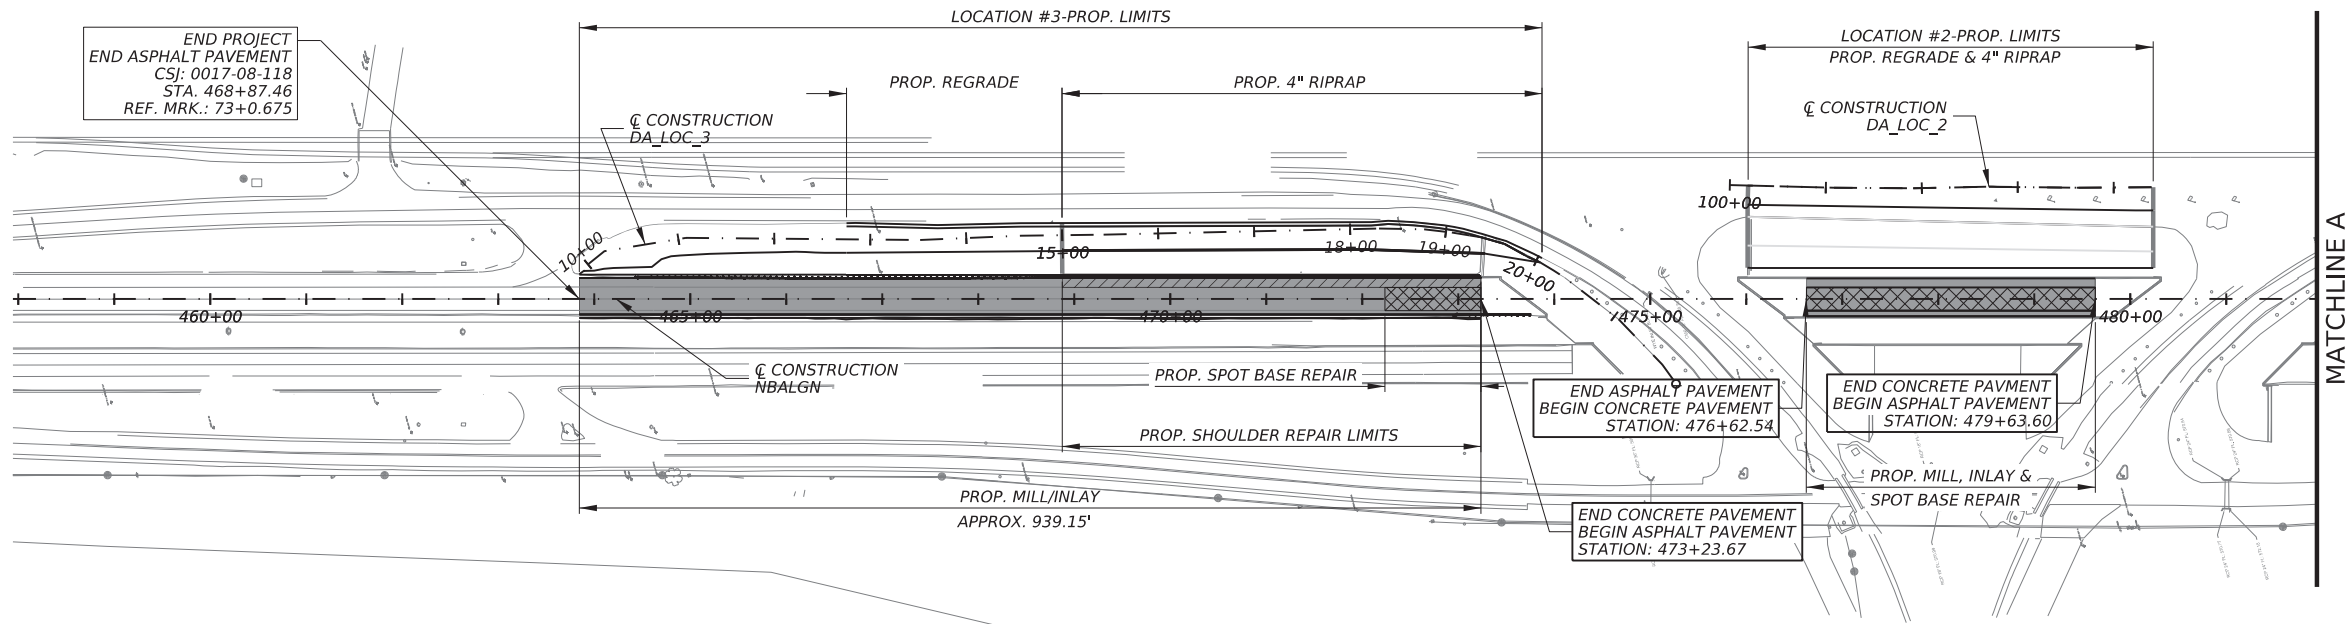 LOCATION #3-PROP. LIMITS
END PROJECT
END ASPHALT PAVEMENT
CSJ: 0017-08-118
STA. 468+87.46
REF. MRK.: 73+0.675
LOCATION #2-PROP. LIMITS
PROP. REGRADE & 4" RIPRAP
PROP. REGRADE
PROP. 4" RIPRAP
℄ CONSTRUCTION
DA_LOC_3
℄ CONSTRUCTION
DA_LOC_2
100+00
10+00
15+00
18+00
19+00
20+00
460+00
465+00
470+00
475+00
480+00
MATCHLINE A
℄ CONSTRUCTION
NBALGN
PROP. SPOT BASE REPAIR
END ASPHALT PAVEMENT
BEGIN CONCRETE PAVEMENT
STATION: 476+62.54
END CONCRETE PAVMENT
BEGIN ASPHALT PAVEMENT
STATION: 479+63.60
PROP. SHOULDER REPAIR LIMITS
PROP. MILL, INLAY &
SPOT BASE REPAIR
PROP. MILL/INLAY
APPROX. 939.15'
END CONCRETE PAVEMENT
BEGIN ASPHALT PAVEMENT
STATION: 473+23.67